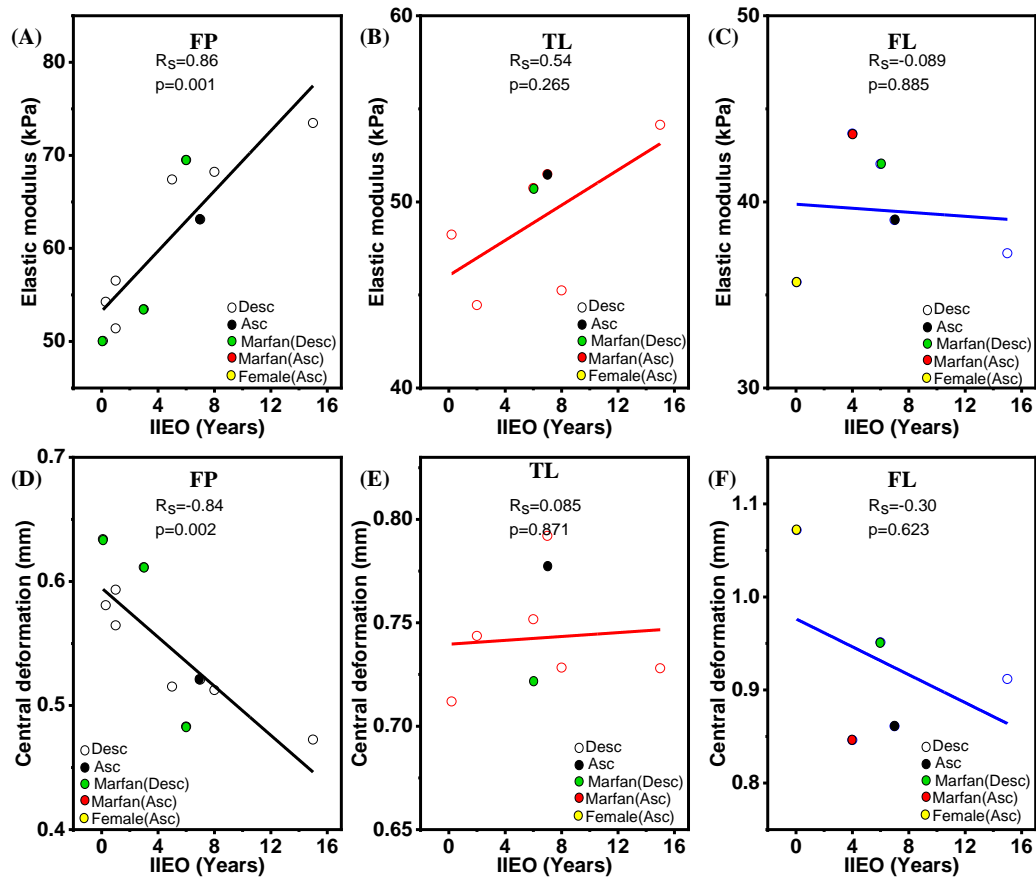 (A) FP
R_S=0.86
p=0.001
Elastic modulus (kPa)
80
70
60
50
Desc
Asc
Marfan(Desc)
Marfan(Asc)
Female(Asc)
0 4 8 12 16
IIEO (Years)
(B) TL
R_S=0.54
p=0.265
Elastic modulus (kPa)
60
50
40
Desc
Asc
Marfan(Desc)
Marfan(Asc)
Female(Asc)
0 4 8 12 16
IIEO (Years)
(C) FL
R_S=-0.089
p=0.885
Elastic modulus (kPa)
50
40
30
Desc
Asc
Marfan(Desc)
Marfan(Asc)
Female(Asc)
0 4 8 12 16
IIEO (Years)
(D) FP
R_S=-0.84
p=0.002
Central deformation (mm)
0.7
0.6
0.5
0.4
Desc
Asc
Marfan(Desc)
Marfan(Asc)
Female(Asc)
0 4 8 12 16
IIEO (Years)
(E) TL
R_S=0.085
p=0.871
Central deformation (mm)
0.80
0.75
0.70
0.65
Desc
Asc
Marfan(Desc)
Marfan(Asc)
Female(Asc)
0 4 8 12 16
IIEO (Years)
(F) FL
R_S=-0.30
p=0.623
Central deformation (mm)
1.1
1.0
0.9
0.8
Desc
Asc
Marfan(Desc)
Marfan(Asc)
Female(Asc)
0 4 8 12 16
IIEO (Years)